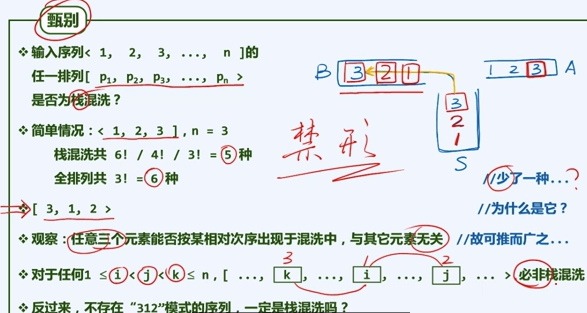 甄别
❖ 输入序列< 1, 2, 3, ..., n ]的
任一排列[ p₁, p₂, p₃, ..., pₙ >
是否为栈混洗？
B 3 2 1
1 2 3 A
3
2
1
S
❖ 简单情况：< 1, 2, 3 ], n = 3
栈混洗共 6! / 4! / 3! = 5 种
全排列共 3! = 6 种
禁形
//少了一种...?
❖ [ 3, 1, 2 >
//为什么是它？
❖ 观察：任意三个元素能否按某相对次序出现于混洗中，与其它元素无关 //故可推而广之...
3 1 2
❖ 对于任何1 ≤ i < j < k ≤ n, [ ..., k , ..., i , ..., j , ... > 必非栈混洗
❖ 反过来，不存在“312”模式的序列，一定是栈混洗吗？